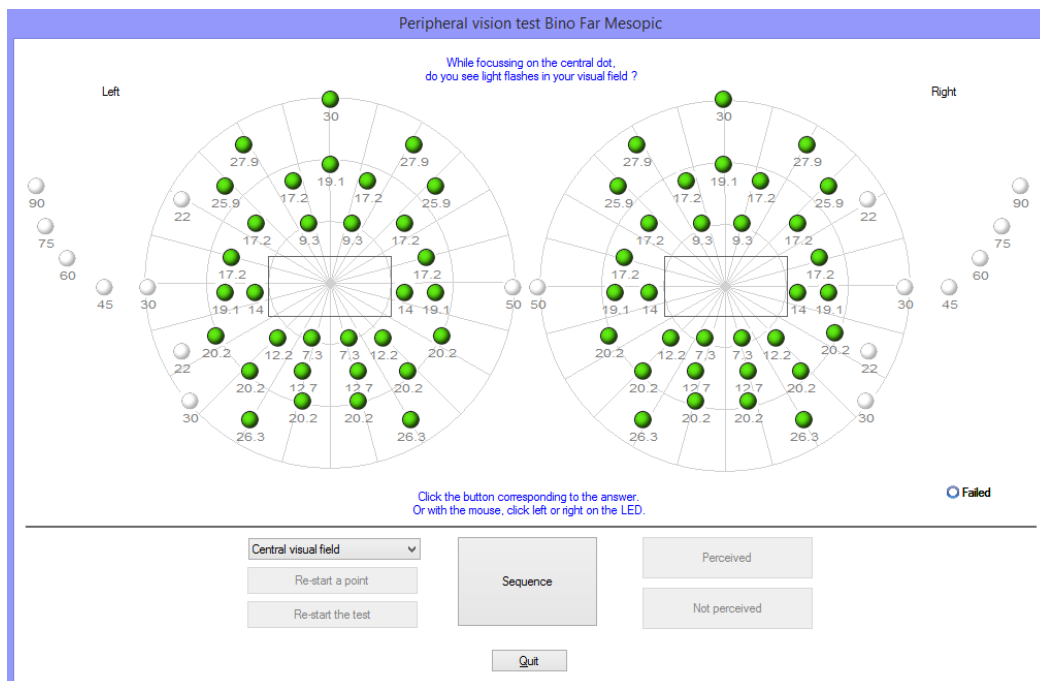 Peripheral vision test Bino Far Mesopic
While focussing on the central dot,
do you see light flashes in your visual field ?
Left
Right
30 30
27.9 27.9 27.9 27.9
19.1 19.1
17.2 17.2 17.2 17.2
25.9 25.9 25.9 25.9
90 22 22 90
17.2 9.3 9.3 17.2 17.2 9.3 9.3 17.2
75 75
60 17.2 17.2 17.2 17.2 60
45 30 19.1 14 14 19.1 50 50 19.1 14 14 19.1 30 45
20.2 20.2 20.2 20.2
22 12.2 7.3 7.3 12.2 12.2 7.3 7.3 12.2 22
20.2 12.7 12.7 20.2 20.2 12.7 12.7 20.2
30 20.2 20.2 20.2 20.2 30
26.3 26.3 26.3 26.3
Click the button corresponding to the answer.
Or with the mouse, click left or right on the LED.
Failed
Central visual field
Re-start a point
Re-start the test
Sequence
Perceived
Not perceived
Quit